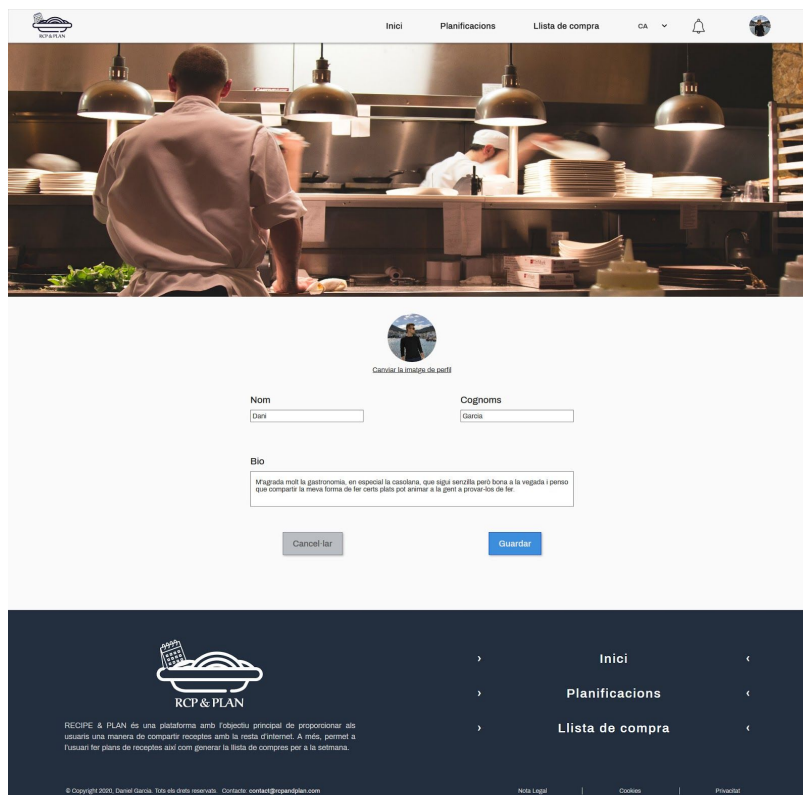 RCP & PLAN
Inici
Planificacions
Llista de compra
CA
Canviar la imatge de perfil
Nom
Cognoms
Dani
Garcia
Bio
M'agrada molt la gastronomia, en especial la casolana, que sigui senzilla però bona a la vegada i penso
que compartir la meva forma de fer certs plats pot animar a la gent a provar-los de fer.
Cancel·lar
Guardar
RCP & PLAN
RECIPE & PLAN és una plataforma amb l'objectiu principal de proporcionar als
usuaris una manera de compartir receptes amb la resta d'internet. A més, permet a
l'usuari fer plans de receptes així com generar la llista de compres per a la setmana.
› Inici ‹
› Planificacions ‹
› Llista de compra ‹
© Copyright 2020, Daniel Garcia. Tots els drets reservats. Contacte: contact@rcpandplan.com
Nota Legal | Cookies | Privacitat